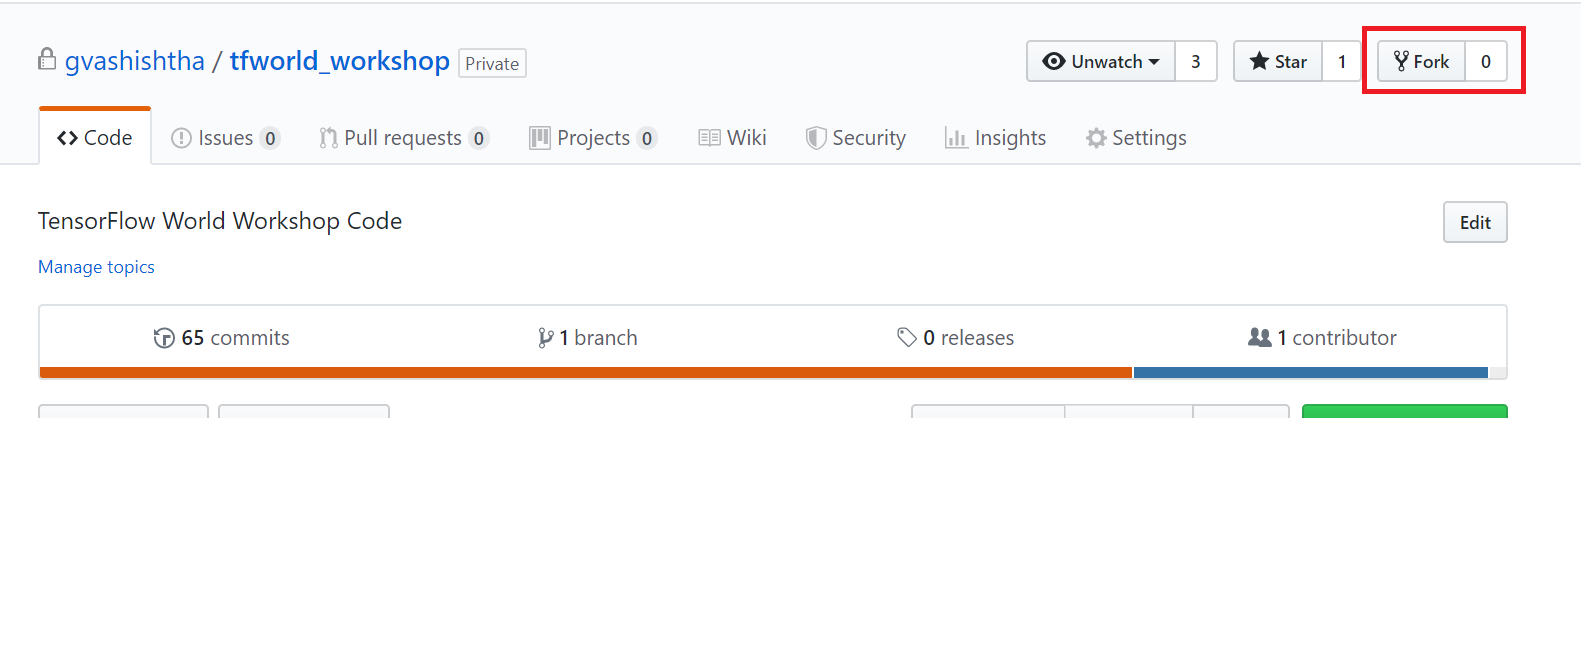 gvashishtha / tfworld_workshop Private Unwatch 3 Star 1 Fork 0
Code Issues 0 Pull requests 0 Projects 0 Wiki Security Insights Settings
TensorFlow World Workshop Code Edit
Manage topics
65 commits 1 branch 0 releases 1 contributor